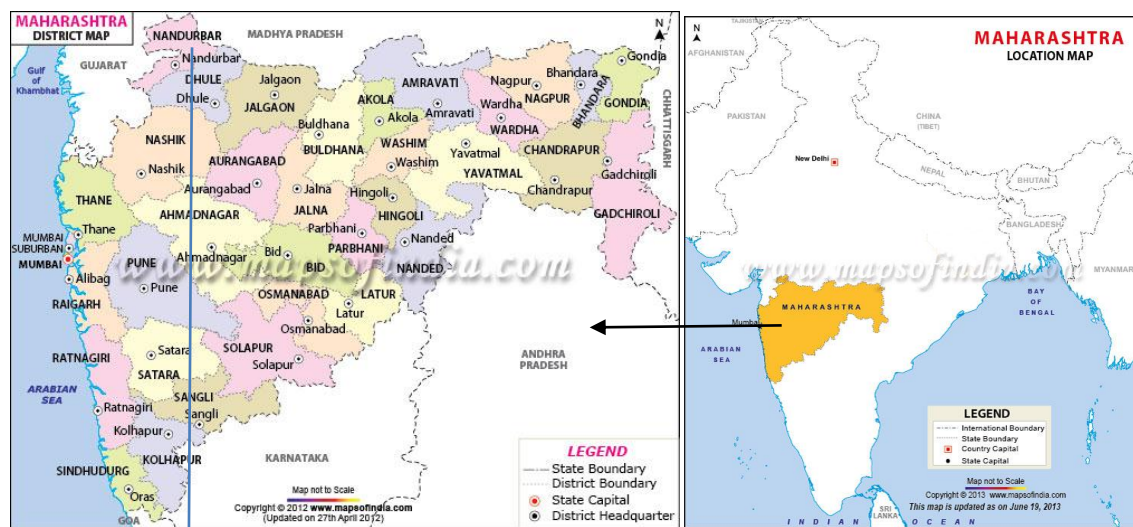 MAHARASHTRA
DISTRICT MAP
N
Gulf
of
Khambhat
GUJARAT
MADHYA PRADESH
CHHATTISGARH
NANDURBAR
Nandurbar
DHULE
Dhule
Jalgaon
JALGAON
Buldhana
BULDHANA
AKOLA
Akola
AMRAVATI
Amravati
Nagpur
NAGPUR
Wardha
WARDHA
Bhandara
BHANDARA
Gondia
GONDIA
NASHIK
Nashik
AURANGABAD
Aurangabad
Jalna
JALNA
WASHIM
Washim
Yavatmal
YAVATMAL
CHANDRAPUR
Chandrapur
Gadchiroli
GADCHIROLI
Hingoli
HINGOLI
Parbhani
PARBHANI
Nanded
NANDED
THANE
Thane
MUMBAI
SUBURBAN
MUMBAI
AHMADNAGAR
Ahmadnagar
Bid
BID
PUNE
Pune
Alibag
RAIGARH
www.mapsofindia.com
OSMANABAD
Osmanabad
LATUR
Latur
SOLAPUR
Solapur
Satara
SATARA
RATNAGIRI
Ratnagiri
SANGLI
Sangli
Kolhapur
KOLHAPUR
SINDHUDURG
Oras
ARABIAN
SEA
GOA
KARNATAKA
ANDHRA
PRADESH
Map not to Scale
Copyright © 2012 www.mapsofindia.com
(Updated on 27th April 2012)
LEGEND
State Boundary
District Boundary
State Capital
District Headquarter
N
MAHARASHTRA
LOCATION MAP
TAJIKISTAN
AFGHANISTAN
PAKISTAN
CHINA
(TIBET)
New Delhi
NEPAL
BHUTAN
BANGLADESH
MYANMAR
www.mapsofindia.com
MAHARASHTRA
Mumbai
ARABIAN
SEA
BAY
OF
BENGAL
LEGEND
International Boundary
State Boundary
Country Capital
State Capital
Map not to Scale
Copyright © 2013 www.mapsofindia.com
This map is updated as on June 19, 2013
SRI
LANKA
INDIAN OCEAN